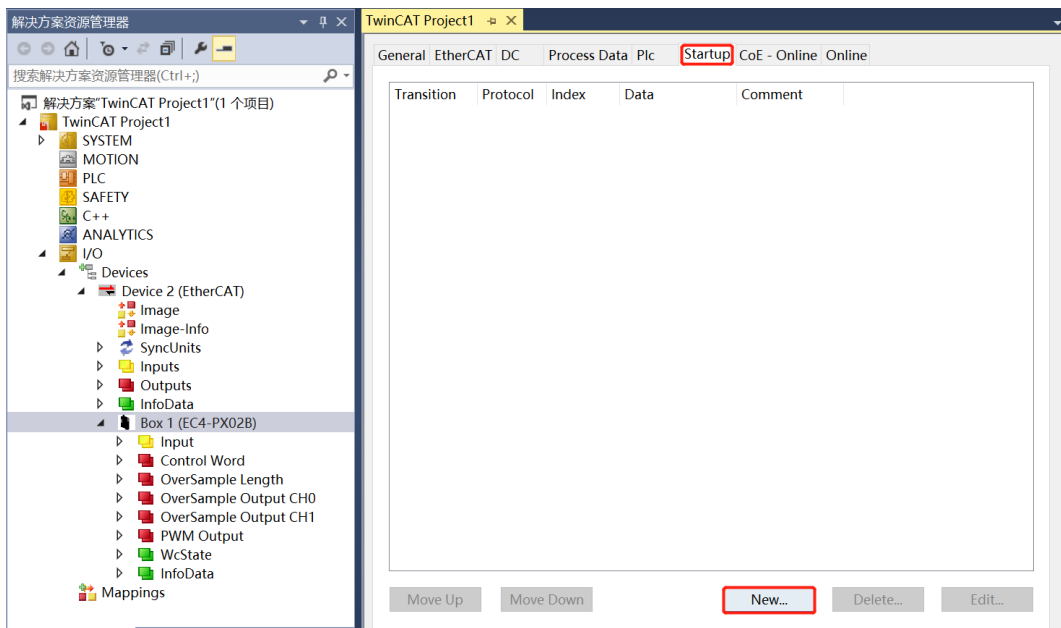 解决方案资源管理器
搜索解决方案资源管理器(Ctrl+;)
解决方案"TwinCAT Project1"(1 个项目)
TwinCAT Project1
SYSTEM
MOTION
PLC
SAFETY
C++
ANALYTICS
I/O
Devices
Device 2 (EtherCAT)
Image
Image-Info
SyncUnits
Inputs
Outputs
InfoData
Box 1 (EC4-PX02B)
Input
Control Word
OverSample Length
OverSample Output CH0
OverSample Output CH1
PWM Output
WcState
InfoData
Mappings
TwinCAT Project1
General EtherCAT DC Process Data Plc Startup CoE - Online Online
Transition Protocol Index Data Comment
Move Up Move Down New... Delete... Edit...